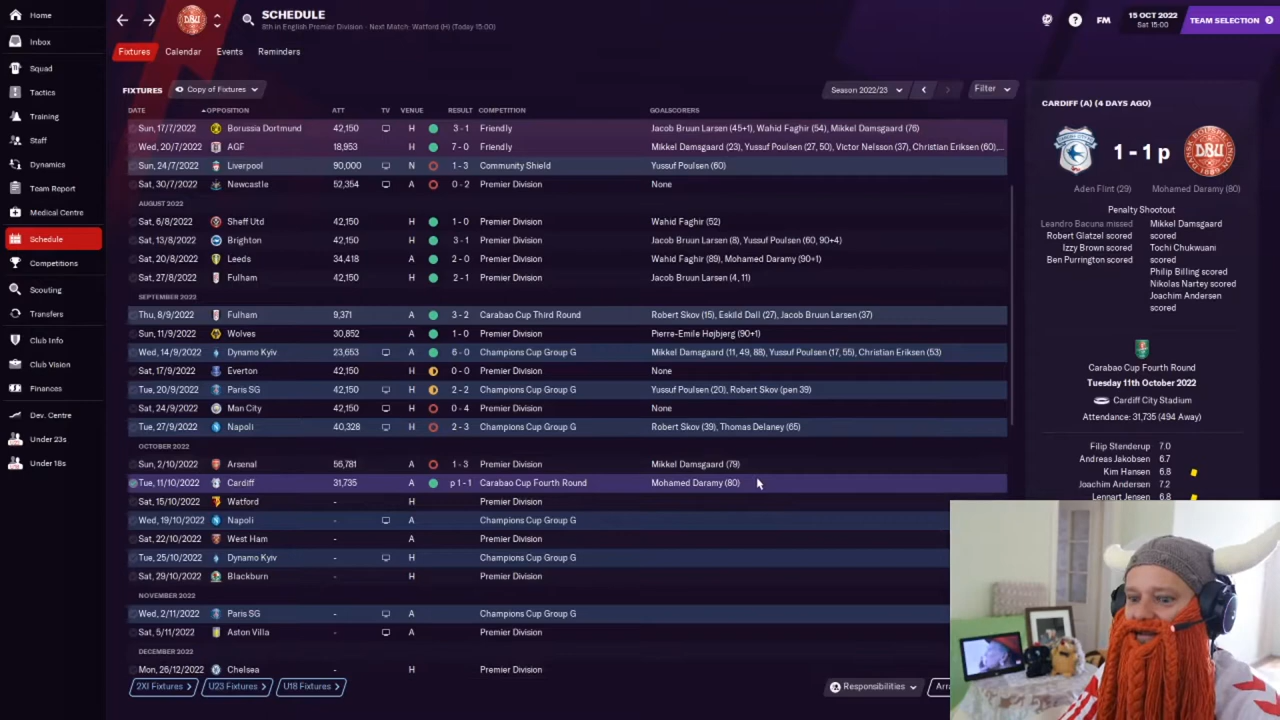 Home
Inbox
Squad
Tactics
Training
Staff
Dynamics
Team Report
Medical Centre
Schedule
Competitions
Scouting
Transfers
Club Info
Club Vision
Finances
Dev. Centre
Under 23s
Under 18s
DBU
SCHEDULE
8th in English Premier Division - Next Match: Watford (H) (Today 15:00)
FM
15 OCT 2022
Sat 15:00
TEAM SELECTION
Fixtures Calendar Events Reminders
FIXTURES Copy of Fixtures Season 2022/23 Filter
DATE OPPOSITION ATT TV VENUE RESULT COMPETITION GOALSCORERS
Sun, 17/7/2022 Borussia Dortmund 42,150 H 3 - 1 Friendly Jacob Bruun Larsen (45+1), Wahid Faghir (54), Mikkel Damsgaard (76)
Wed, 20/7/2022 AGF 18,953 H 7 - 0 Friendly Mikkel Damsgaard (23), Yussuf Poulsen (27, 50), Victor Nelsson (37), Christian Eriksen (60),...
Sun, 24/7/2022 Liverpool 90,000 N 1 - 3 Community Shield Yussuf Poulsen (60)
Sat, 30/7/2022 Newcastle 52,354 A 0 - 2 Premier Division None
AUGUST 2022
Sat, 6/8/2022 Sheff Utd 42,150 H 1 - 0 Premier Division Wahid Faghir (52)
Sat, 13/8/2022 Brighton 42,150 H 3 - 1 Premier Division Jacob Bruun Larsen (8), Yussuf Poulsen (60, 90+4)
Sat, 20/8/2022 Leeds 34,418 A 2 - 0 Premier Division Wahid Faghir (89), Mohamed Daramy (90+1)
Sat, 27/8/2022 Fulham 42,150 H 2 - 1 Premier Division Jacob Bruun Larsen (4, 11)
SEPTEMBER 2022
Thu, 8/9/2022 Fulham 9,371 A 3 - 2 Carabao Cup Third Round Robert Skov (15), Eskild Dall (27), Jacob Bruun Larsen (37)
Sun, 11/9/2022 Wolves 30,852 A 1 - 0 Premier Division Pierre-Emile Højbjerg (90+1)
Wed, 14/9/2022 Dynamo Kyiv 23,653 A 6 - 0 Champions Cup Group G Mikkel Damsgaard (11, 49, 88), Yussuf Poulsen (17, 55), Christian Eriksen (53)
Sat, 17/9/2022 Everton 42,150 H 0 - 0 Premier Division None
Tue, 20/9/2022 Paris SG 42,150 H 2 - 2 Champions Cup Group G Yussuf Poulsen (20), Robert Skov (pen 39)
Sat, 24/9/2022 Man City 42,150 H 0 - 4 Premier Division None
Tue, 27/9/2022 Napoli 40,328 H 2 - 3 Champions Cup Group G Robert Skov (39), Thomas Delaney (65)
OCTOBER 2022
Sun, 2/10/2022 Arsenal 56,781 A 1 - 3 Premier Division Mikkel Damsgaard (79)
Tue, 11/10/2022 Cardiff 31,735 A p 1 - 1 Carabao Cup Fourth Round Mohamed Daramy (80)
Sat, 15/10/2022 Watford - H Premier Division
Wed, 19/10/2022 Napoli - A Champions Cup Group G
Sat, 22/10/2022 West Ham - A Premier Division
Tue, 25/10/2022 Dynamo Kyiv - H Champions Cup Group G
Sat, 29/10/2022 Blackburn - H Premier Division
NOVEMBER 2022
Wed, 2/11/2022 Paris SG - A Champions Cup Group G
Sat, 5/11/2022 Aston Villa - A Premier Division
DECEMBER 2022
Mon, 26/12/2022 Chelsea - H Premier Division
2XI Fixtures U23 Fixtures U18 Fixtures Responsibilities
CARDIFF (A) (4 DAYS AGO)
1 - 1 p
DBU
Aden Flint (29) Mohamed Daramy (80)
Penalty Shootout
Leandro Bacuna missed
Robert Glatzel scored
Izzy Brown scored
Ben Purrington scored
Mikkel Damsgaard
scored
Tochi Chukwuani
scored
Philip Billing scored
Nikolas Nartey scored
Joachim Andersen
scored
Carabao Cup Fourth Round
Tuesday 11th October 2022
Cardiff City Stadium
Attendance: 31,735 (494 Away)
Filip Stenderup 7.0
Andreas Jakobsen 6.7
Kim Hansen 6.8
Joachim Andersen 7.2
Lennart Jensen 6.8